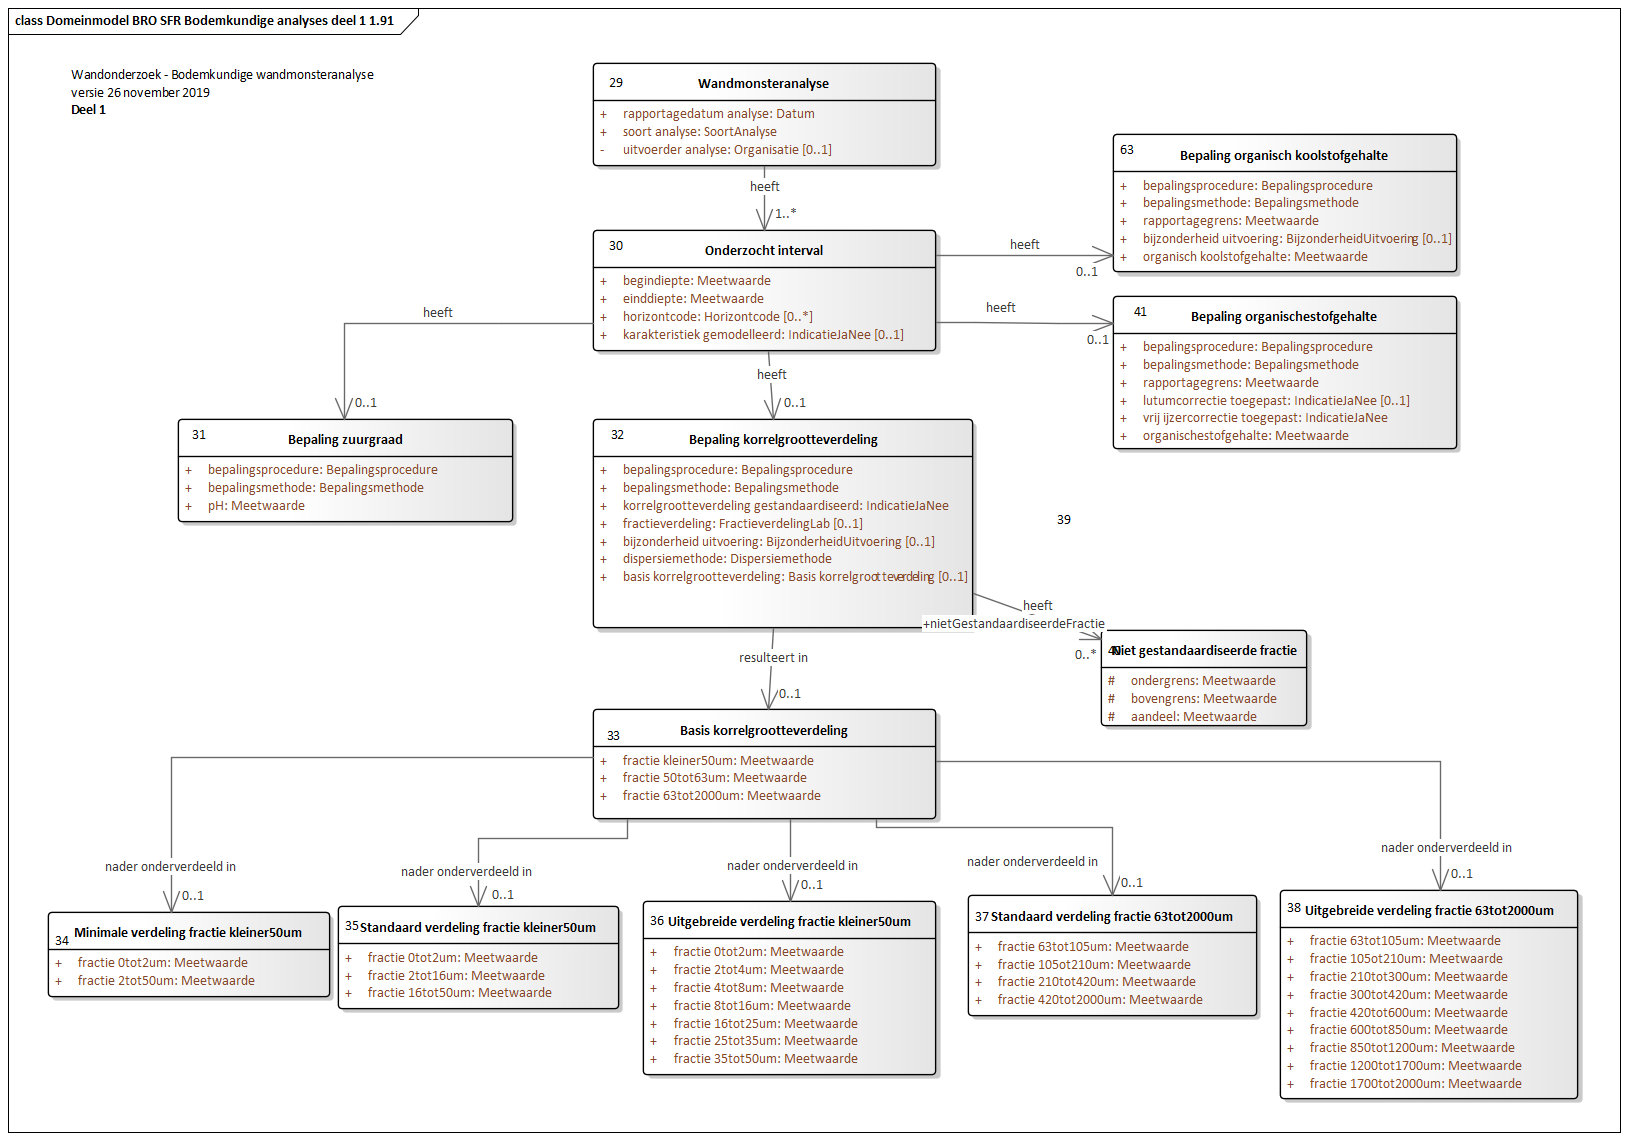 class Domeinmodel BRO SFR Bodemkundige analyses deel 1 1.91
Wandonderzoek - Bodemkundige wandmonsteranalyse
versie 26 november 2019
Deel 1
29
Wandmonsteranalyse
+ rapportagedatum analyse: Datum
+ soort analyse: SoortAnalyse
- uitvoerder analyse: Organisatie [0..1]
heeft
1..*
63
Bepaling organisch koolstofgehalte
+ bepalingsprocedure: Bepalingsprocedure
+ bepalingsmethode: Bepalingsmethode
+ rapportagegrens: Meetwaarde
+ bijzonderheid uitvoering: BijzonderheidUitvoering [0..1]
+ organisch koolstofgehalte: Meetwaarde
30
Onderzocht interval
+ begindiepte: Meetwaarde
+ einddiepte: Meetwaarde
+ horizontcode: Horizontcode [0..*]
+ karakteristiek gemodelleerd: IndicatieJaNee [0..1]
heeft
0..1
heeft
0..1
41
Bepaling organischestofgehalte
+ bepalingsprocedure: Bepalingsprocedure
+ bepalingsmethode: Bepalingsmethode
+ rapportagegrens: Meetwaarde
+ lutumcorrectie toegepast: IndicatieJaNee [0..1]
+ vrij ijzercorrectie toegepast: IndicatieJaNee
+ organischestofgehalte: Meetwaarde
heeft
0..1
heeft
0..1
31
Bepaling zuurgraad
+ bepalingsprocedure: Bepalingsprocedure
+ bepalingsmethode: Bepalingsmethode
+ pH: Meetwaarde
32
Bepaling korrelgrootteverdeling
+ bepalingsprocedure: Bepalingsprocedure
+ bepalingsmethode: Bepalingsmethode
+ korrelgrootteverdeling gestandaardiseerd: IndicatieJaNee
+ fractieverdeling: FractieverdelingLab [0..1]
+ bijzonderheid uitvoering: BijzonderheidUitvoering [0..1]
+ dispersiemethode: Dispersiemethode
+ basis korrelgrootteverdeling: Basis korrelgrootteverdeling [0..1]
39
heeft
+nietGestandaardiseerdeFractie
0..*
40
Niet gestandaardiseerde fractie
# ondergrens: Meetwaarde
# bovengrens: Meetwaarde
# aandeel: Meetwaarde
resulteert in
0..1
33
Basis korrelgrootteverdeling
+ fractie kleiner50um: Meetwaarde
+ fractie 50tot63um: Meetwaarde
+ fractie 63tot2000um: Meetwaarde
nader onderverdeeld in
0..1
nader onderverdeeld in
0..1
nader onderverdeeld in
0..1
nader onderverdeeld in
0..1
nader onderverdeeld in
0..1
34
Minimale verdeling fractie kleiner50um
+ fractie 0tot2um: Meetwaarde
+ fractie 2tot50um: Meetwaarde
35
Standaard verdeling fractie kleiner50um
+ fractie 0tot2um: Meetwaarde
+ fractie 2tot16um: Meetwaarde
+ fractie 16tot50um: Meetwaarde
36
Uitgebreide verdeling fractie kleiner50um
+ fractie 0tot2um: Meetwaarde
+ fractie 2tot4um: Meetwaarde
+ fractie 4tot8um: Meetwaarde
+ fractie 8tot16um: Meetwaarde
+ fractie 16tot25um: Meetwaarde
+ fractie 25tot35um: Meetwaarde
+ fractie 35tot50um: Meetwaarde
37
Standaard verdeling fractie 63tot2000um
+ fractie 63tot105um: Meetwaarde
+ fractie 105ot210um: Meetwaarde
+ fractie 210tot420um: Meetwaarde
+ fractie 420tot2000um: Meetwaarde
38
Uitgebreide verdeling fractie 63tot2000um
+ fractie 63tot105um: Meetwaarde
+ fractie 105ot210um: Meetwaarde
+ fractie 210tot300um: Meetwaarde
+ fractie 300tot420um: Meetwaarde
+ fractie 420tot600um: Meetwaarde
+ fractie 600tot850um: Meetwaarde
+ fractie 850tot1200um: Meetwaarde
+ fractie 1200tot1700um: Meetwaarde
+ fractie 1700tot2000um: Meetwaarde